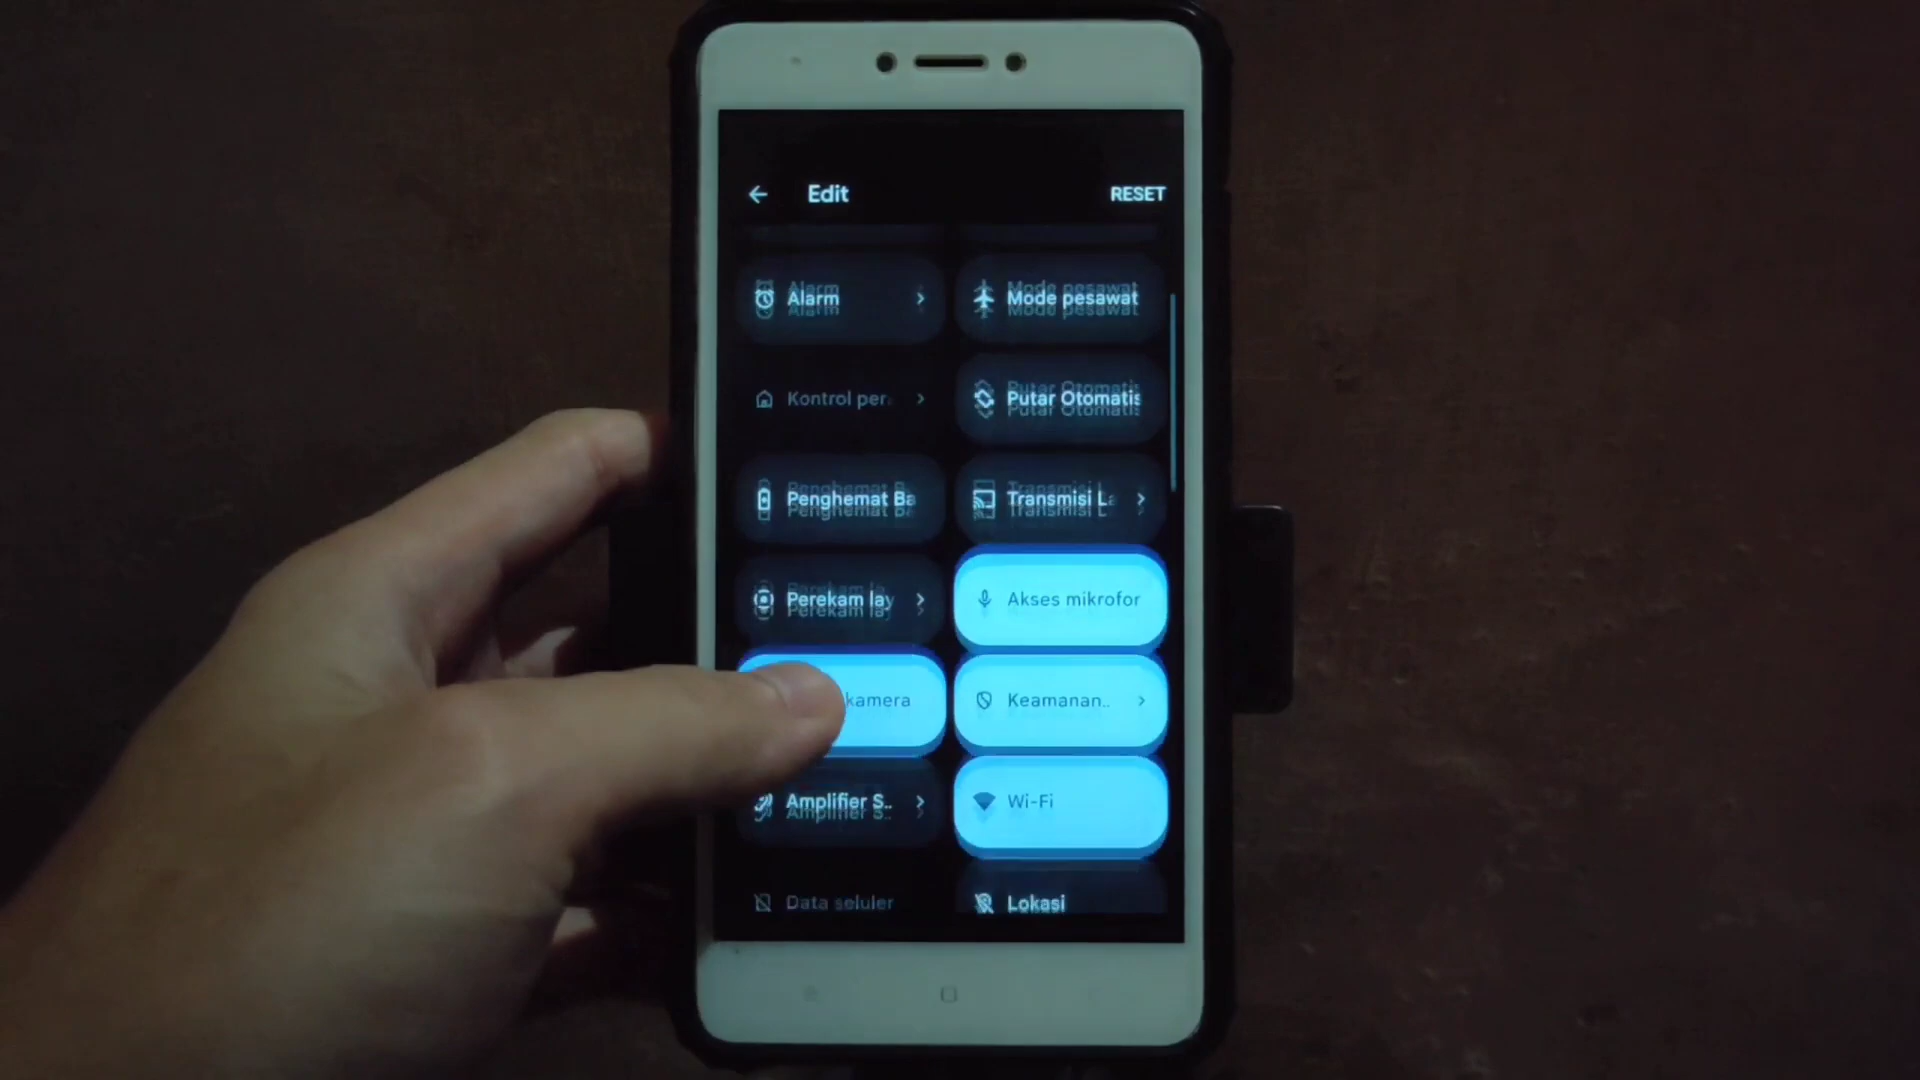 Edit
RESET
Alarm
Mode pesawat
Kontrol per
Putar Otomatis
Penghemat Ba
Transmisi La
Perekam lay
Akses mikrofor
kamera
Keamanan..
Amplifier S..
Wi-Fi
Data seluler
Lokasi